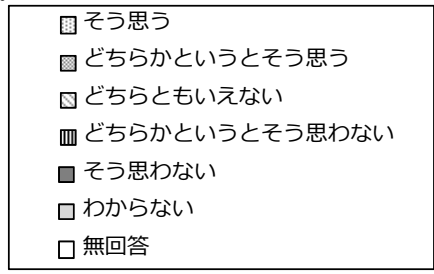 そう思う
どちらかというとそう思う
どちらともいえない
どちらかというとそう思わない
そう思わない
わからない
無回答